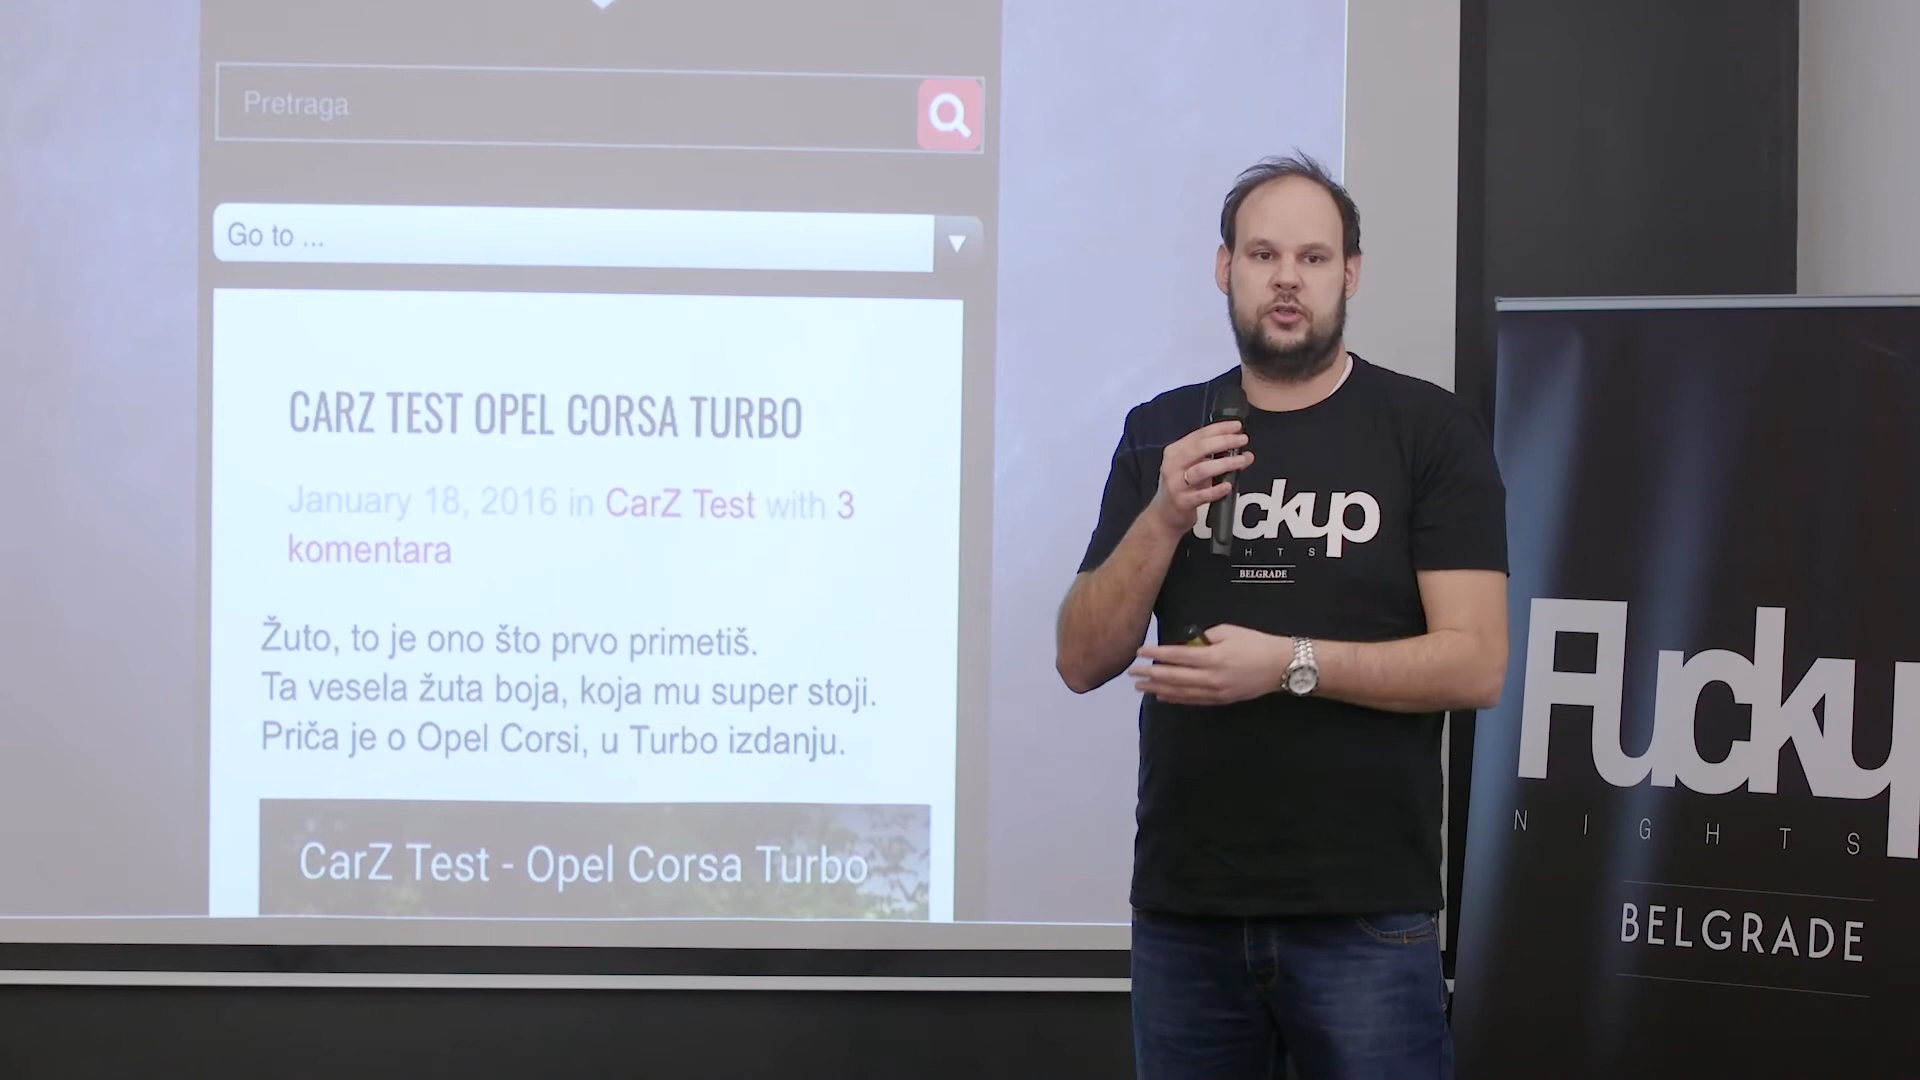 Pretraga
Go to ...
CARZ TEST OPEL CORSA TURBO
January 18, 2016 in CarZ Test with 3
komentara
Žuto, to je ono što prvo primetiš.
Ta vesela žuta boja, koja mu super stoji.
Priča je o Opel Corsi, u Turbo izdanju.
CarZ Test - Opel Corsa Turbo
BELGRADE
Fuckup
NIGHTS
BELGRADE